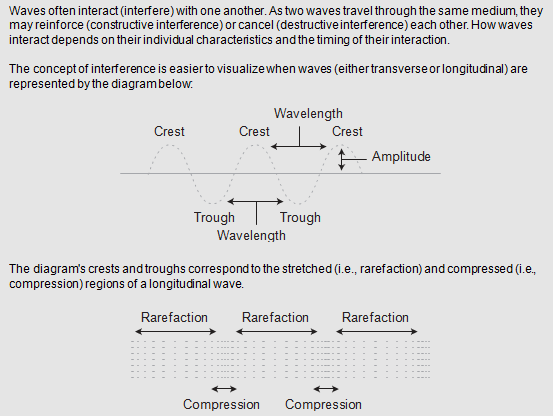 Waves often interact (interfere) with one another. As two waves travel through the same medium, they
may reinforce (constructive interference) or cancel (destructive interference) each other. How waves
interact depends on their individual characteristics and the timing of their interaction.
The concept of interference is easier to visualize when waves (either transverse or longitudinal) are
represented by the diagram below:
Wavelength
Crest Crest Crest
Amplitude
Trough Trough
Wavelength
The diagram's crests and troughs correspond to the stretched (i.e., rarefaction) and compressed (i.e.,
compression) regions of a longitudinal wave.
Rarefaction Rarefaction Rarefaction
Compression Compression